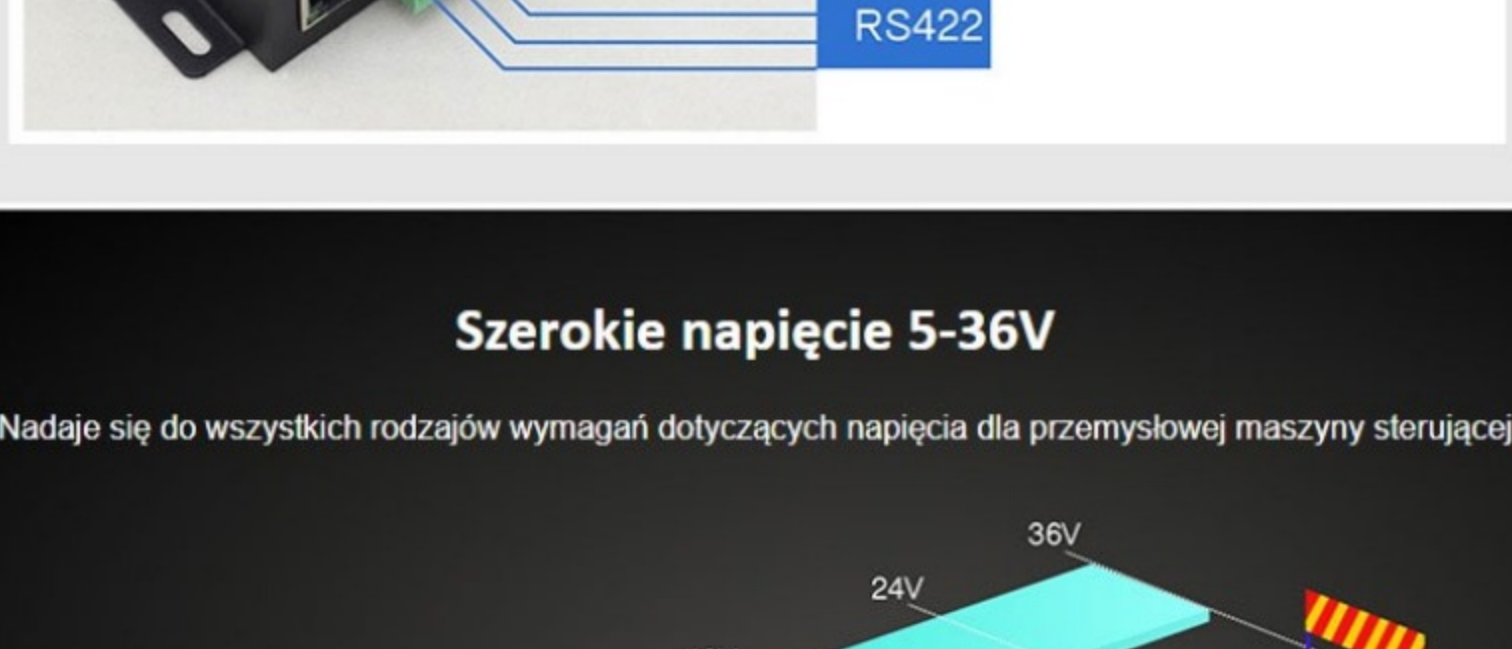 RS422
Szerokie napięcie 5-36V
Nadaje się do wszystkich rodzajów wymagań dotyczących napięcia dla przemysłowej maszyny sterującej
36V
24V